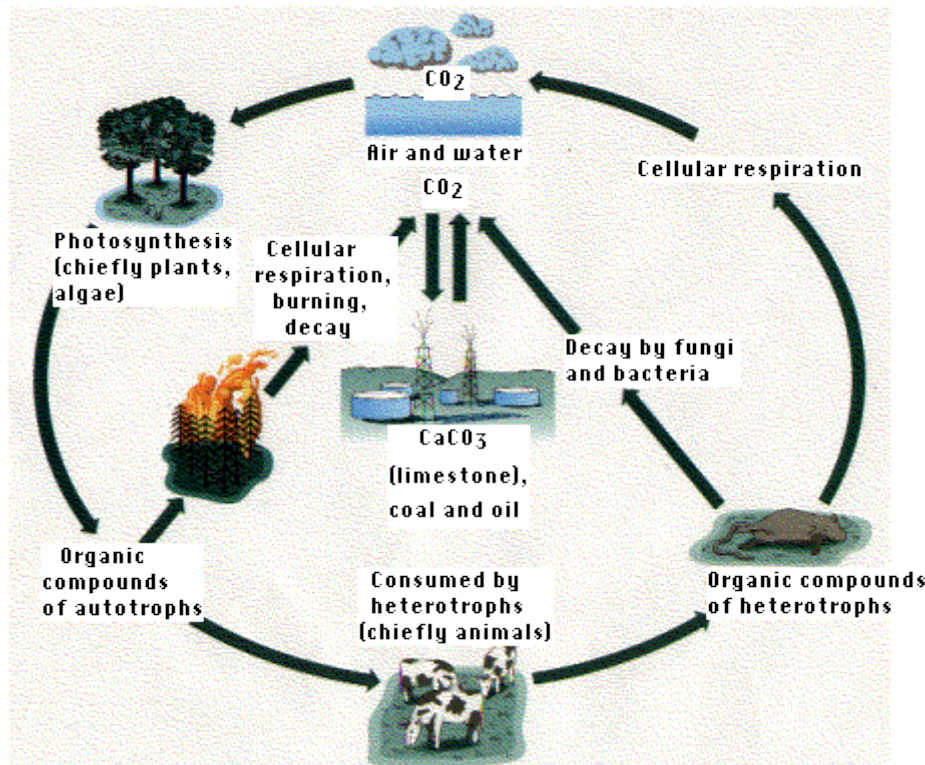 CO2
Air and water
CO2
Cellular respiration
Photosynthesis
(chiefly plants,
algae)
Cellular
respiration,
burning,
decay
Decay by fungi
and bacteria
CaCO3
(limestone),
coal and oil
Organic
compounds
of autotrophs
Consumed by
heterotrophs
(chiefly animals)
Organic compounds
of heterotrophs